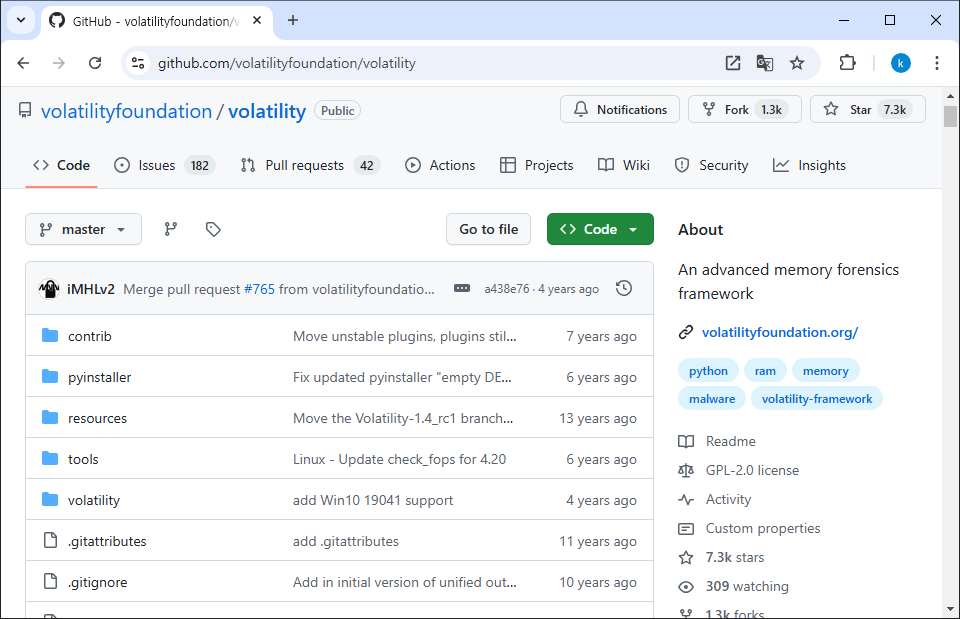 GitHub - volatilityfoundation/v
github.com/volatilityfoundation/volatility
k
volatilityfoundation / volatility Public
Notifications
Fork 1.3k
Star 7.3k
Code
Issues 182
Pull requests 42
Actions
Projects
Wiki
Security
Insights
master
Go to file
Code
iMHLv2 Merge pull request #765 from volatilityfoundatio... a438e76 · 4 years ago
contrib Move unstable plugins, plugins stil... 7 years ago
pyinstaller Fix updated pyinstaller "empty DE... 6 years ago
resources Move the Volatility-1.4_rc1 branch... 13 years ago
tools Linux - Update check_fops for 4.20 6 years ago
volatility add Win10 19041 support 4 years ago
.gitattributes add .gitattributes 11 years ago
.gitignore Add in initial version of unified out... 10 years ago
About
An advanced memory forensics
framework
volatilityfoundation.org/
python ram memory
malware volatility-framework
Readme
GPL-2.0 license
Activity
Custom properties
7.3k stars
309 watching
1.3k forks